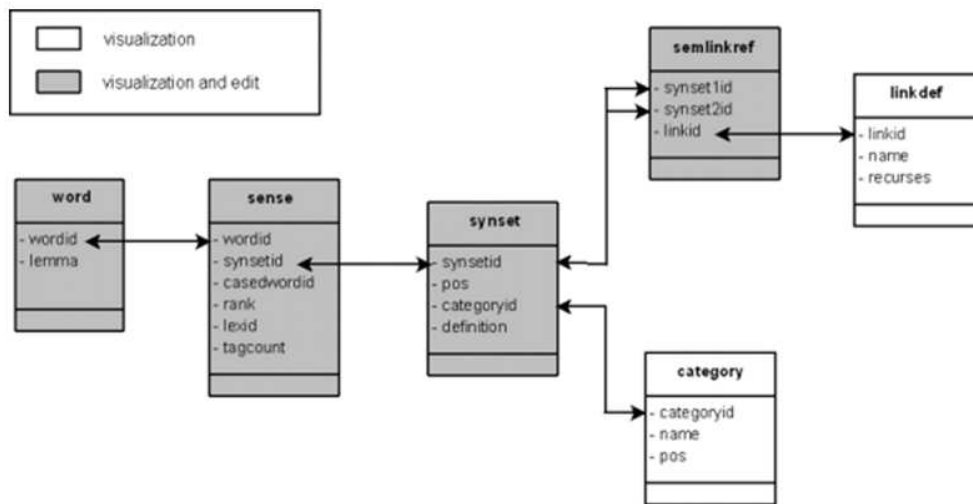 visualization
visualization and edit
word
- wordid
- lemma
sense
- wordid
- synsetid
- casedwordid
- rank
- lexid
- tagcount
synset
- synsetid
- pos
- categoryid
- definition
semlinkref
- synset1id
- synset2id
- linkid
linkdef
- linkid
- name
- recurses
category
- categoryid
- name
- pos